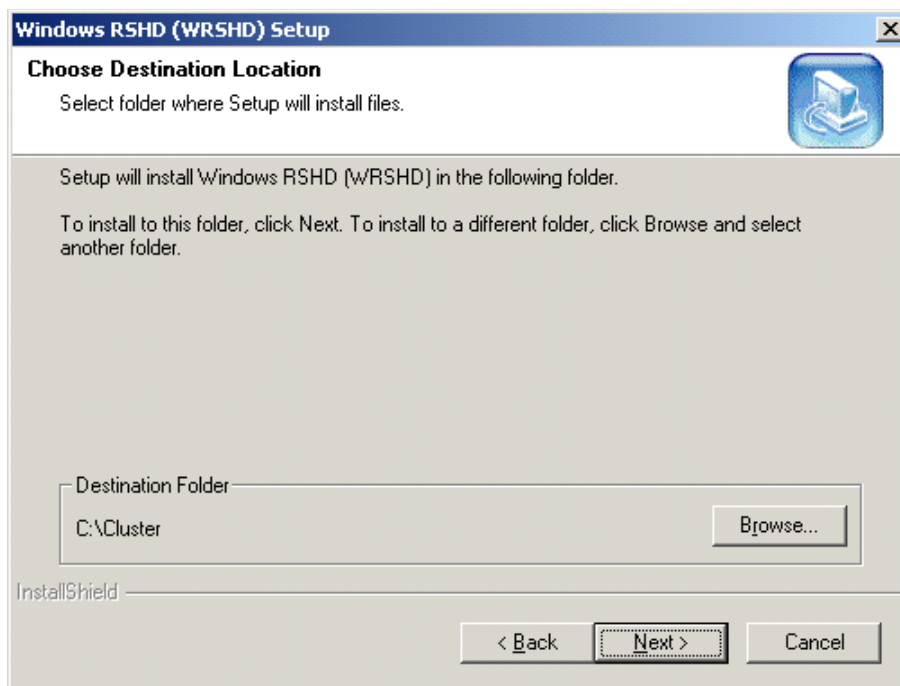 Windows RSHD (WRSHD) Setup
Choose Destination Location
Select folder where Setup will install files.
Setup will install Windows RSHD (WRSHD) in the following folder.
To install to this folder, click Next. To install to a different folder, click Browse and select
another folder.
Destination Folder
C:\Cluster
Browse...
InstallShield
< Back
Next >
Cancel